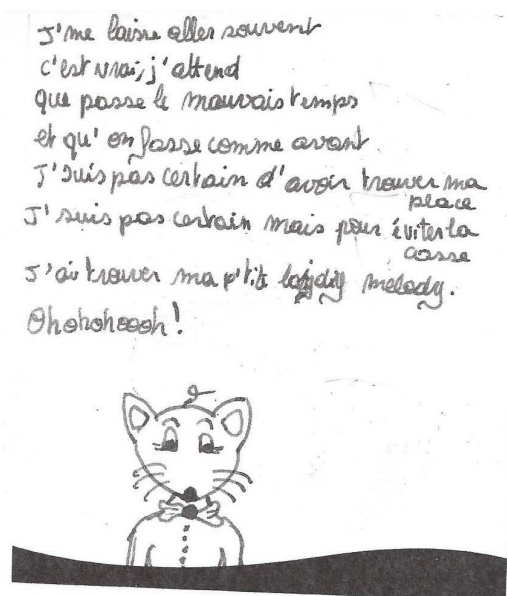 J'me laisse aller souvent
c'est vrai, j'attend
que passe le mauvais temps
et qu'on fasse comme avant.
J'suis pas certain d'avoir trouver ma
place
J'suis pas certain mais pour éviter la
casse
J'ai trouver ma p'tite melody.
Ohohohoooh!